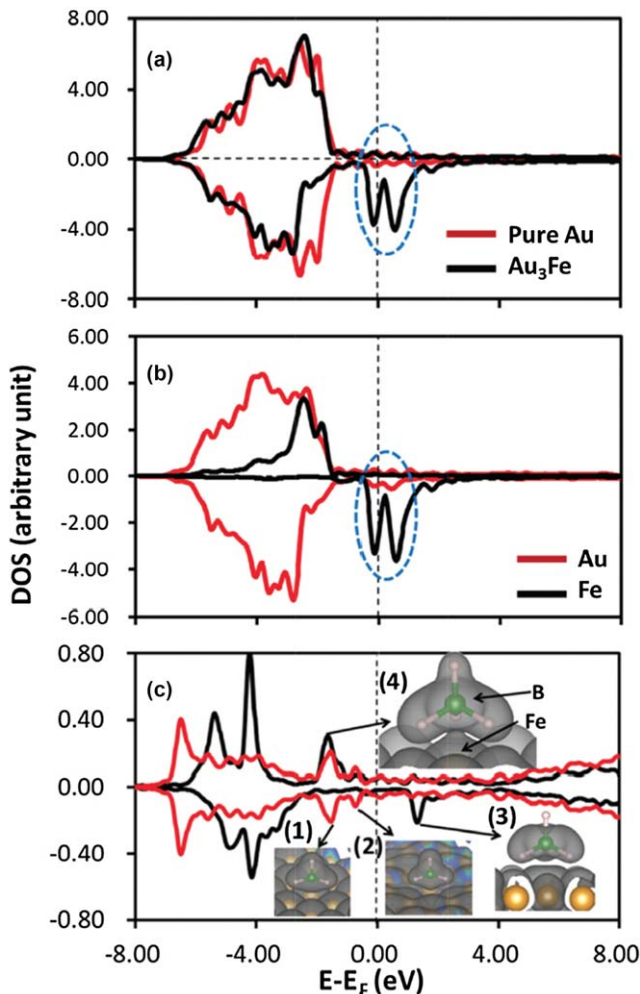 8.00
(a)
4.00
0.00
-4.00
Pure Au
Au₃Fe
-8.00
6.00
(b)
4.00
2.00
0.00
-2.00
-4.00
Au
Fe
-6.00
DOS (arbitrary unit)
0.80
(c)
(4)
B
0.40
Fe
0.00
(1)
(2)
(3)
-0.40
-0.80
-8.00 -4.00 0.00 4.00 8.00
E-E_F (eV)